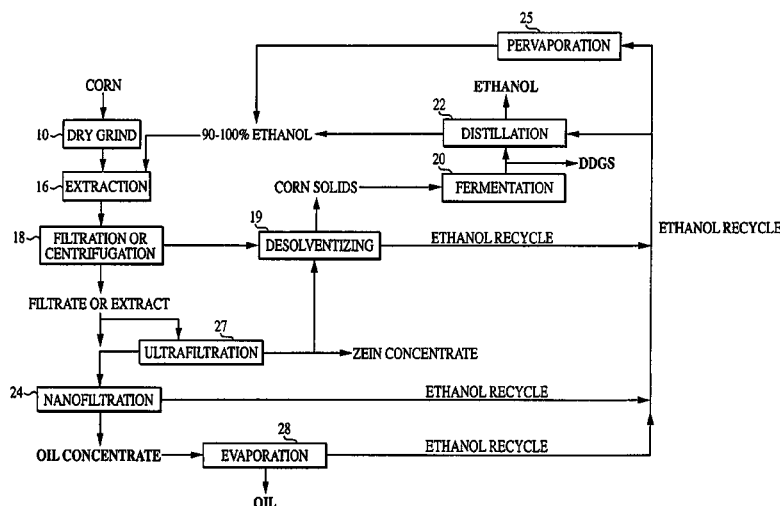 25
PERVAPORATION
CORN
ETHANOL
22
10
DRY GRIND
90-100% ETHANOL
DISTILLATION
20
DDGS
16
EXTRACTION
CORN SOLIDS
FERMENTATION
18
FILTRATION OR
CENTRIFUGATION
19
DESOLVENTIZING
ETHANOL RECYCLE
ETHANOL RECYCLE
FILTRATE OR EXTRACT
27
ULTRAFILTRATION
ZEIN CONCENTRATE
24
NANOFILTRATION
ETHANOL RECYCLE
28
OIL CONCENTRATE
EVAPORATION
ETHANOL RECYCLE
OIL